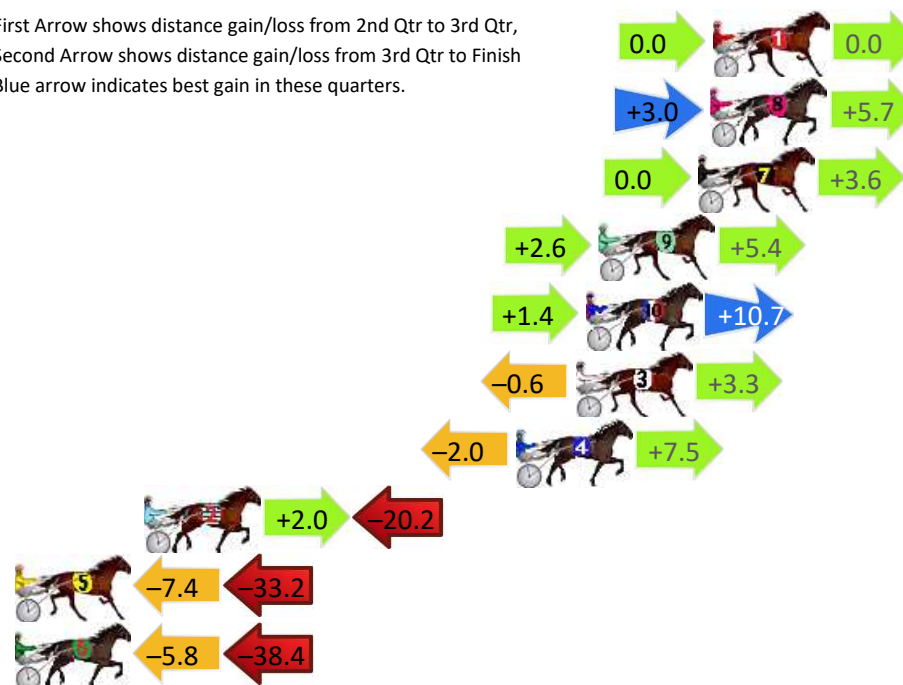 First Arrow shows distance gain/loss from 2nd Qtr to 3rd Qtr,
Second Arrow shows distance gain/loss from 3rd Qtr to Finish
Blue arrow indicates best gain in these quarters.
0.0 1 0.0
+3.0 8 +5.7
0.0 7 +3.6
+2.6 9 +5.4
+1.4 10 +10.7
–0.6 3 +3.3
–2.0 4 +7.5
2 +2.0 –20.2
5 –7.4 –33.2
6 –5.8 –38.4